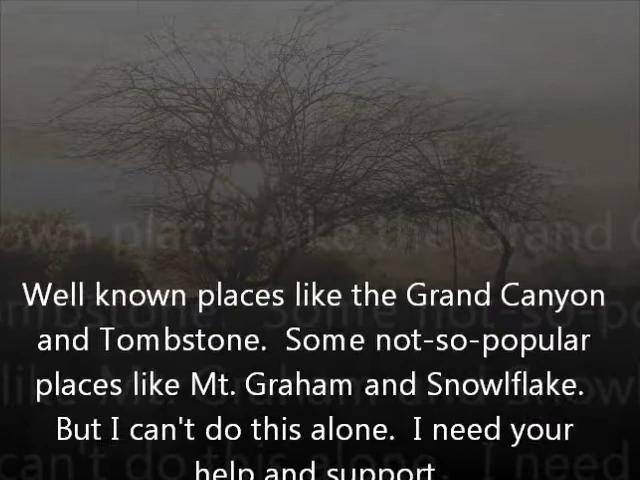 Well known places like the Grand Canyon
and Tombstone.  Some not-so-popular
places like Mt. Graham and Snowlflake.
But I can't do this alone.  I need your
help and support